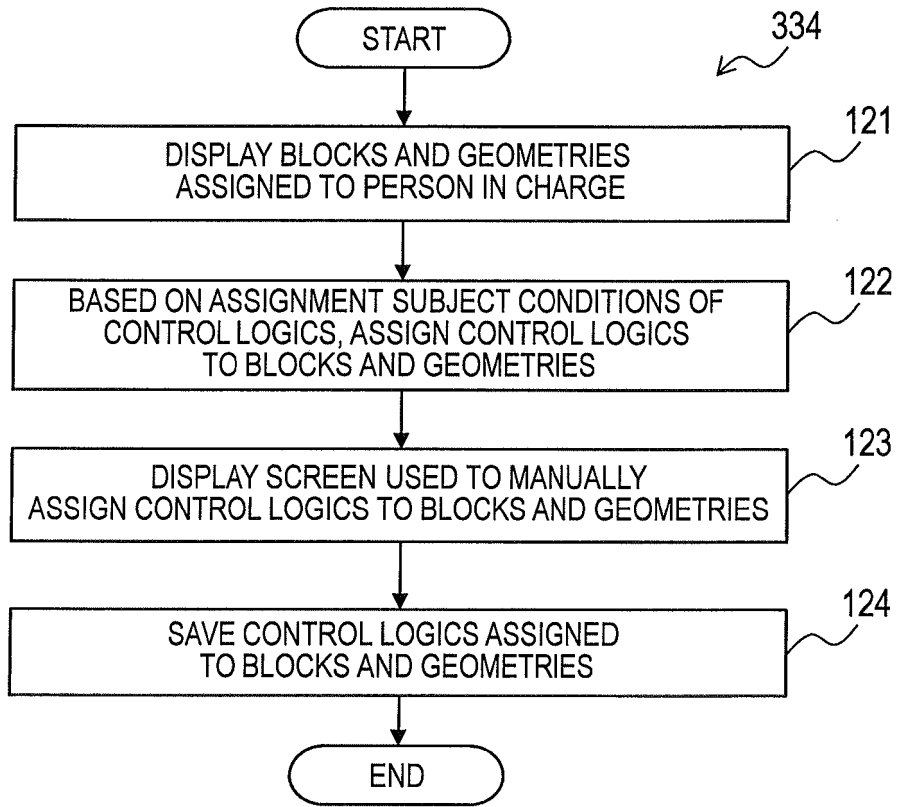 START
334
121
DISPLAY BLOCKS AND GEOMETRIES
ASSIGNED TO PERSON IN CHARGE
122
BASED ON ASSIGNMENT SUBJECT CONDITIONS OF
CONTROL LOGICS, ASSIGN CONTROL LOGICS
TO BLOCKS AND GEOMETRIES
123
DISPLAY SCREEN USED TO MANUALLY
ASSIGN CONTROL LOGICS TO BLOCKS AND GEOMETRIES
124
SAVE CONTROL LOGICS ASSIGNED
TO BLOCKS AND GEOMETRIES
END